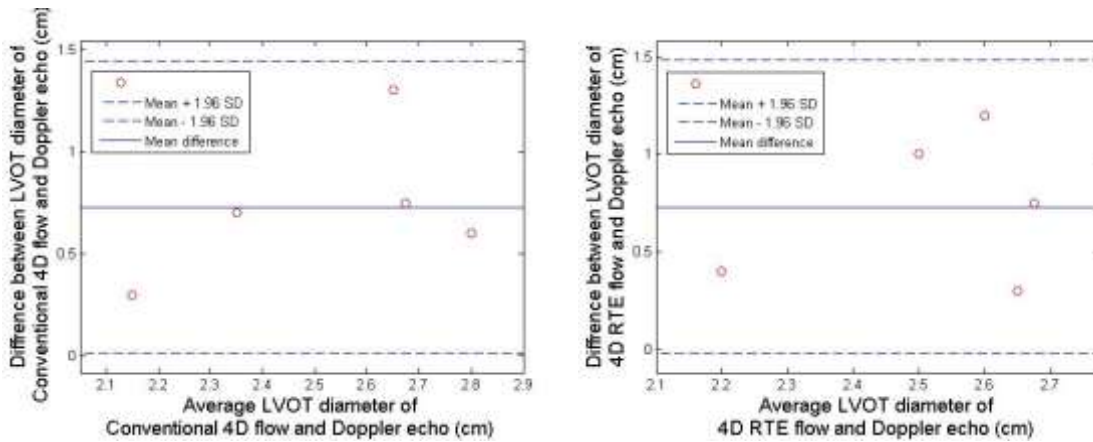 Diffrence between LVOT diameter of
Conventional 4D flow and Doppler echo (cm)
1.5
1
0.5
0
Mean + 1.96 SD
Mean - 1.96 SD
Mean difference
2.1 2.2 2.3 2.4 2.5 2.6 2.7 2.8 2.9
Average LVOT diameter of
Conventional 4D flow and Doppler echo (cm)
Difference between LVOT diameter of
4D RTE flow and Doppler echo (cm)
1.5
1
0.5
0
Mean + 1.96 SD
Mean - 1.96 SD
Mean difference
2.1 2.2 2.3 2.4 2.5 2.6 2.7
Average LVOT diameter of
4D RTE flow and Doppler echo (cm)